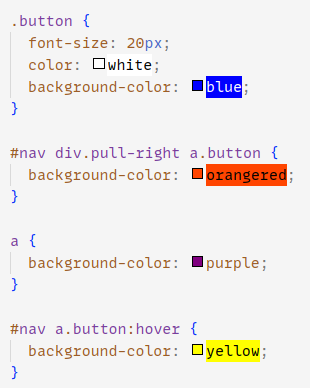 .button {
  font-size: 20px;
  color: white;
  background-color: blue;
}

#nav div.pull-right a.button {
  background-color: orangered;
}

a {
  background-color: purple;
}

#nav a.button:hover {
  background-color: yellow;
}